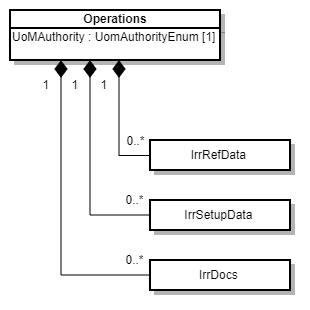 Operations
UoMAuthority : UomAuthorityEnum [1]
1
1
1
0..*
IrrRefData
0..*
IrrSetupData
0..*
IrrDocs